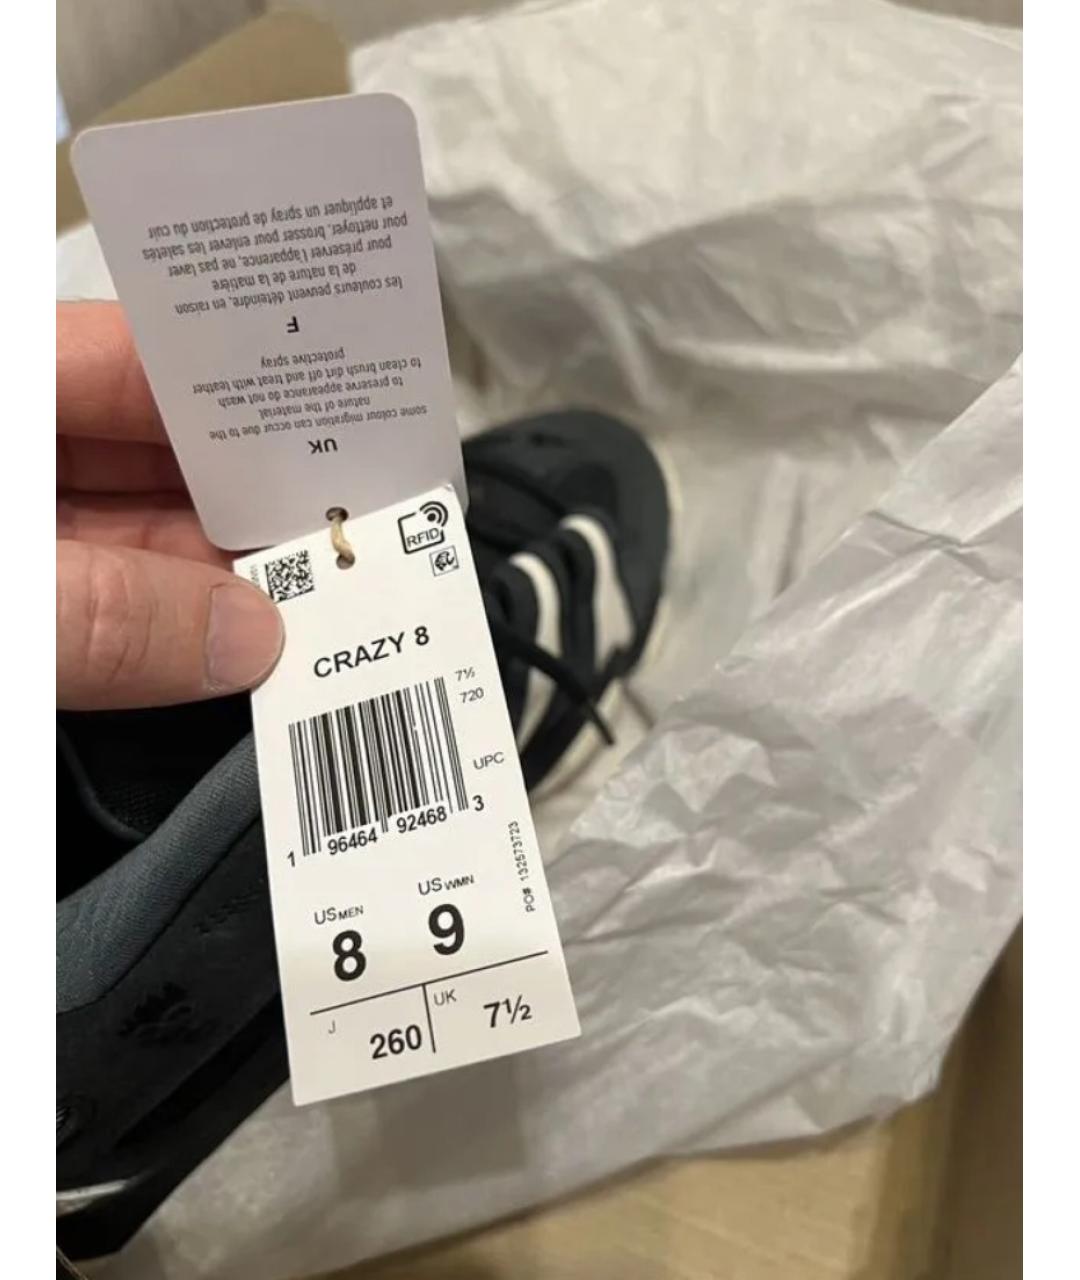 UK
some colour migration can occur due to the
nature of the material
to preserve appearance do not wash
to clean brush dirt off and treat with leather
protective spray
F
les couleurs peuvent déteindre, en raison
de la nature de la matière
pour préserver l'apparence, ne pas laver
pour nettoyer, brosser pour enlever les saletés
et appliquer un spray de protection du cuir
RFID
CRAZY 8
7½
720
UPC
1 96464 92468 3
PO# 132573723
US MEN
8
US WMN
9
J
260
UK
7½